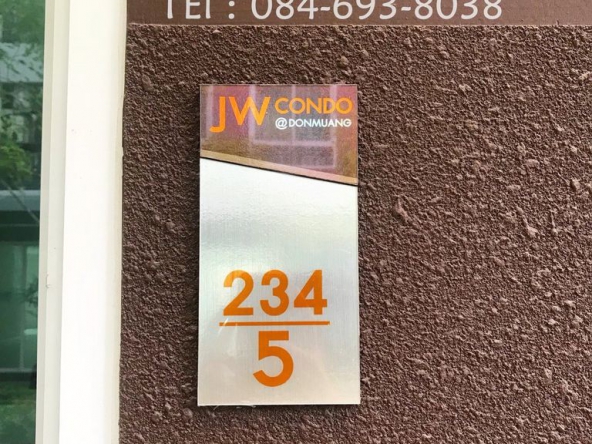 Tel : 084-693-8038
JW CONDO
@DONMUANG
234
5